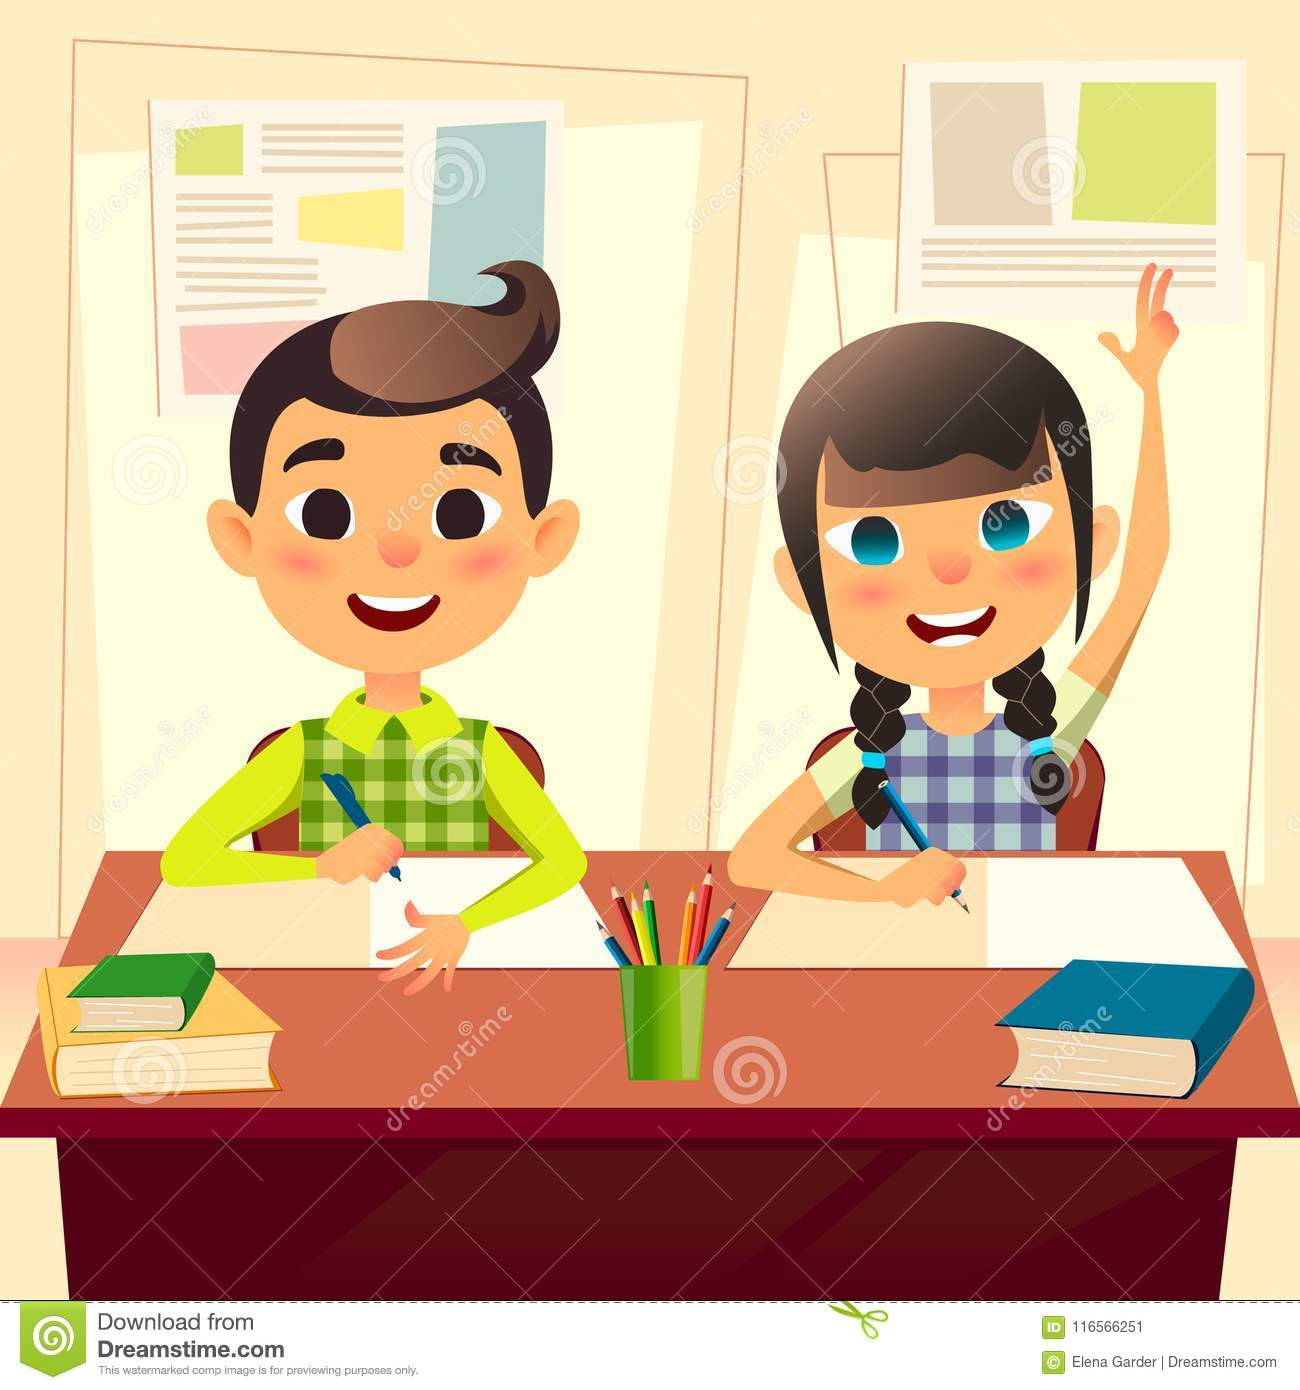 dreamstime
Download from
Dreamstime.com
This watermarked comp image is for previewing purposes only.
ID 116566251
© Elena Garder | Dreamstime.com